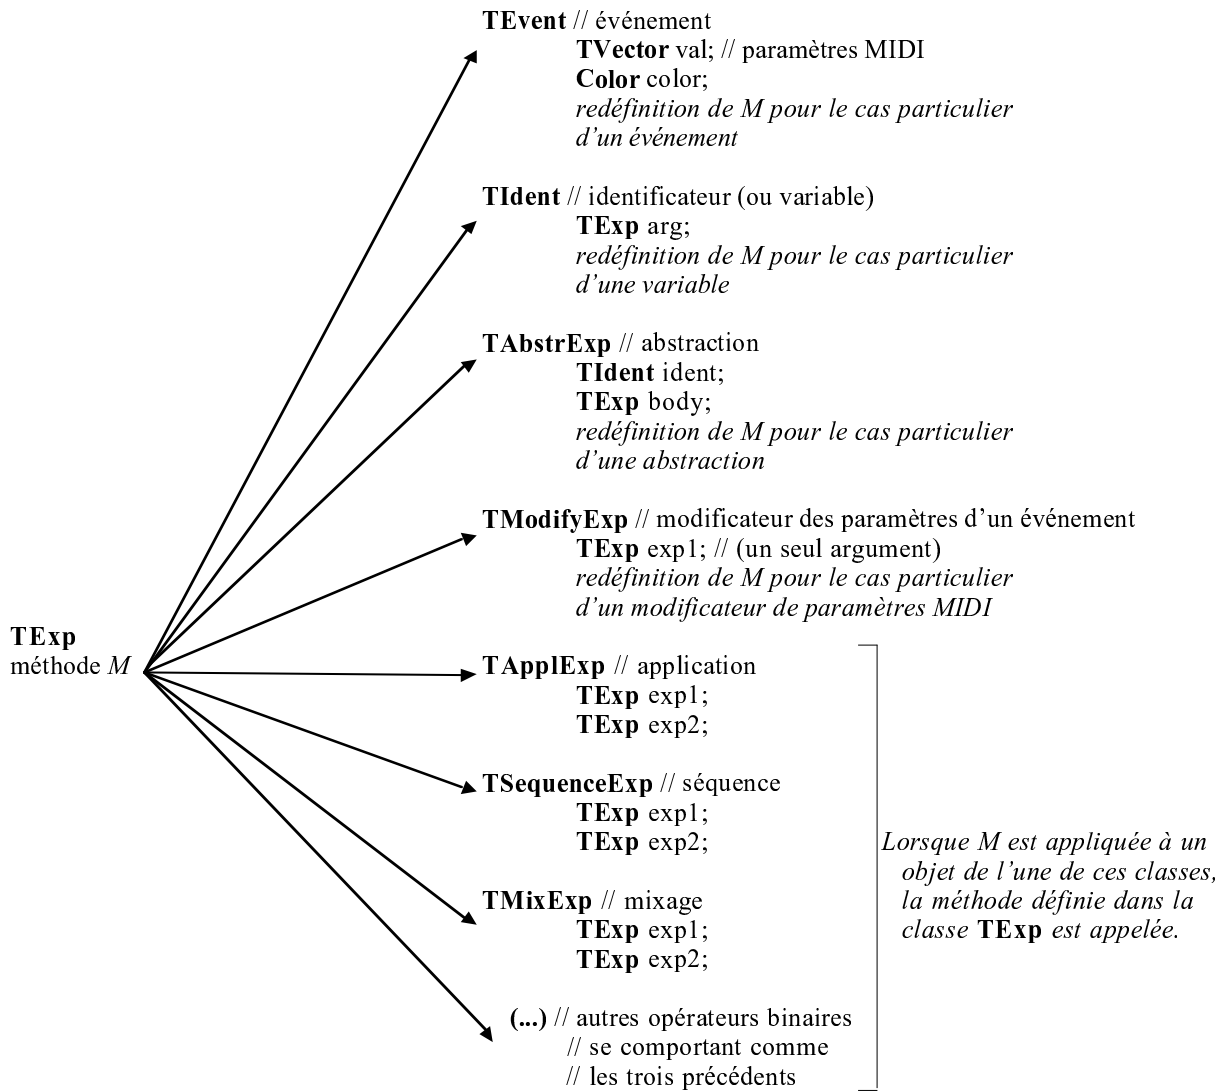 TEvent // événement
TVector val; // paramètres MIDI
Color color;
redéfinition de M pour le cas particulier
d'un événement
TIdent // identificateur (ou variable)
TExp arg;
redéfinition de M pour le cas particulier
d'une variable
TAbstrExp // abstraction
TIdent ident;
TExp body;
redéfinition de M pour le cas particulier
d'une abstraction
TModifyExp // modificateur des paramètres d'un événement
TExp exp1; // (un seul argument)
redéfinition de M pour le cas particulier
d'un modificateur de paramètres MIDI
TExp
méthode M
TApplExp // application
TExp exp1;
TExp exp2;
TSequenceExp // séquence
TExp exp1;
TExp exp2;
TMixExp // mixage
TExp exp1;
TExp exp2;
(...) // autres opérateurs binaires
// se comportant comme
// les trois précédents
Lorsque M est appliquée à un
objet de l'une de ces classes,
la méthode définie dans la
classe TExp est appelée.